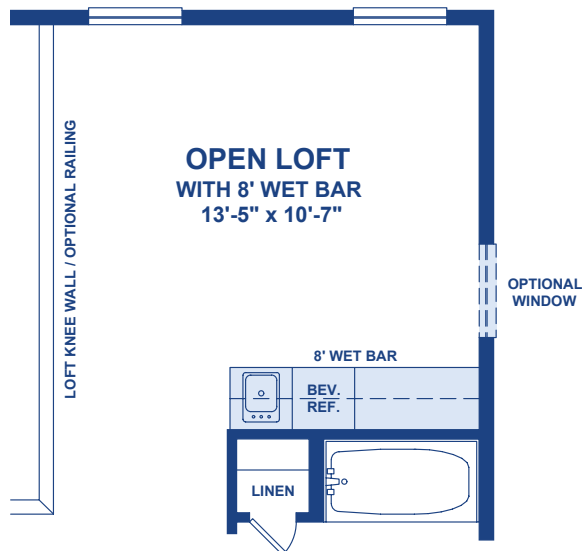 OPEN LOFT
WITH 8' WET BAR
13'-5" x 10'-7"
LOFT KNEE WALL / OPTIONAL RAILING
OPTIONAL
WINDOW
8' WET BAR
BEV.
REF.
LINEN